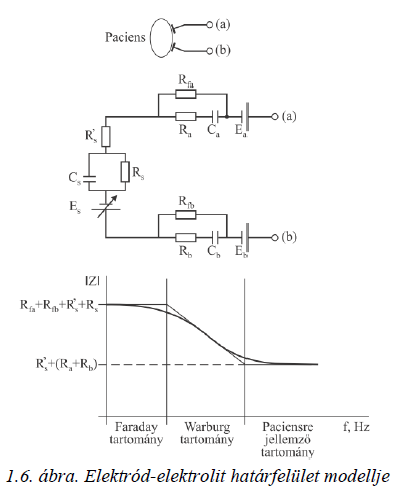 Paciens
(a)
(b)
R_fa
R_a
C_a
E_a
(a)
R'_s
C_s
R_s
E_s
R_fb
R_b
C_b
E_b
(b)
|Z|
R_fa+R_fb+R'_s+R_s
R'_s+(R_a+R_b)
Faraday
tartomány
Warburg
tartomány
Paciensre
jellemző
tartomány
f, Hz
1.6. ábra. Elektród-elektrolit határfelület modellje